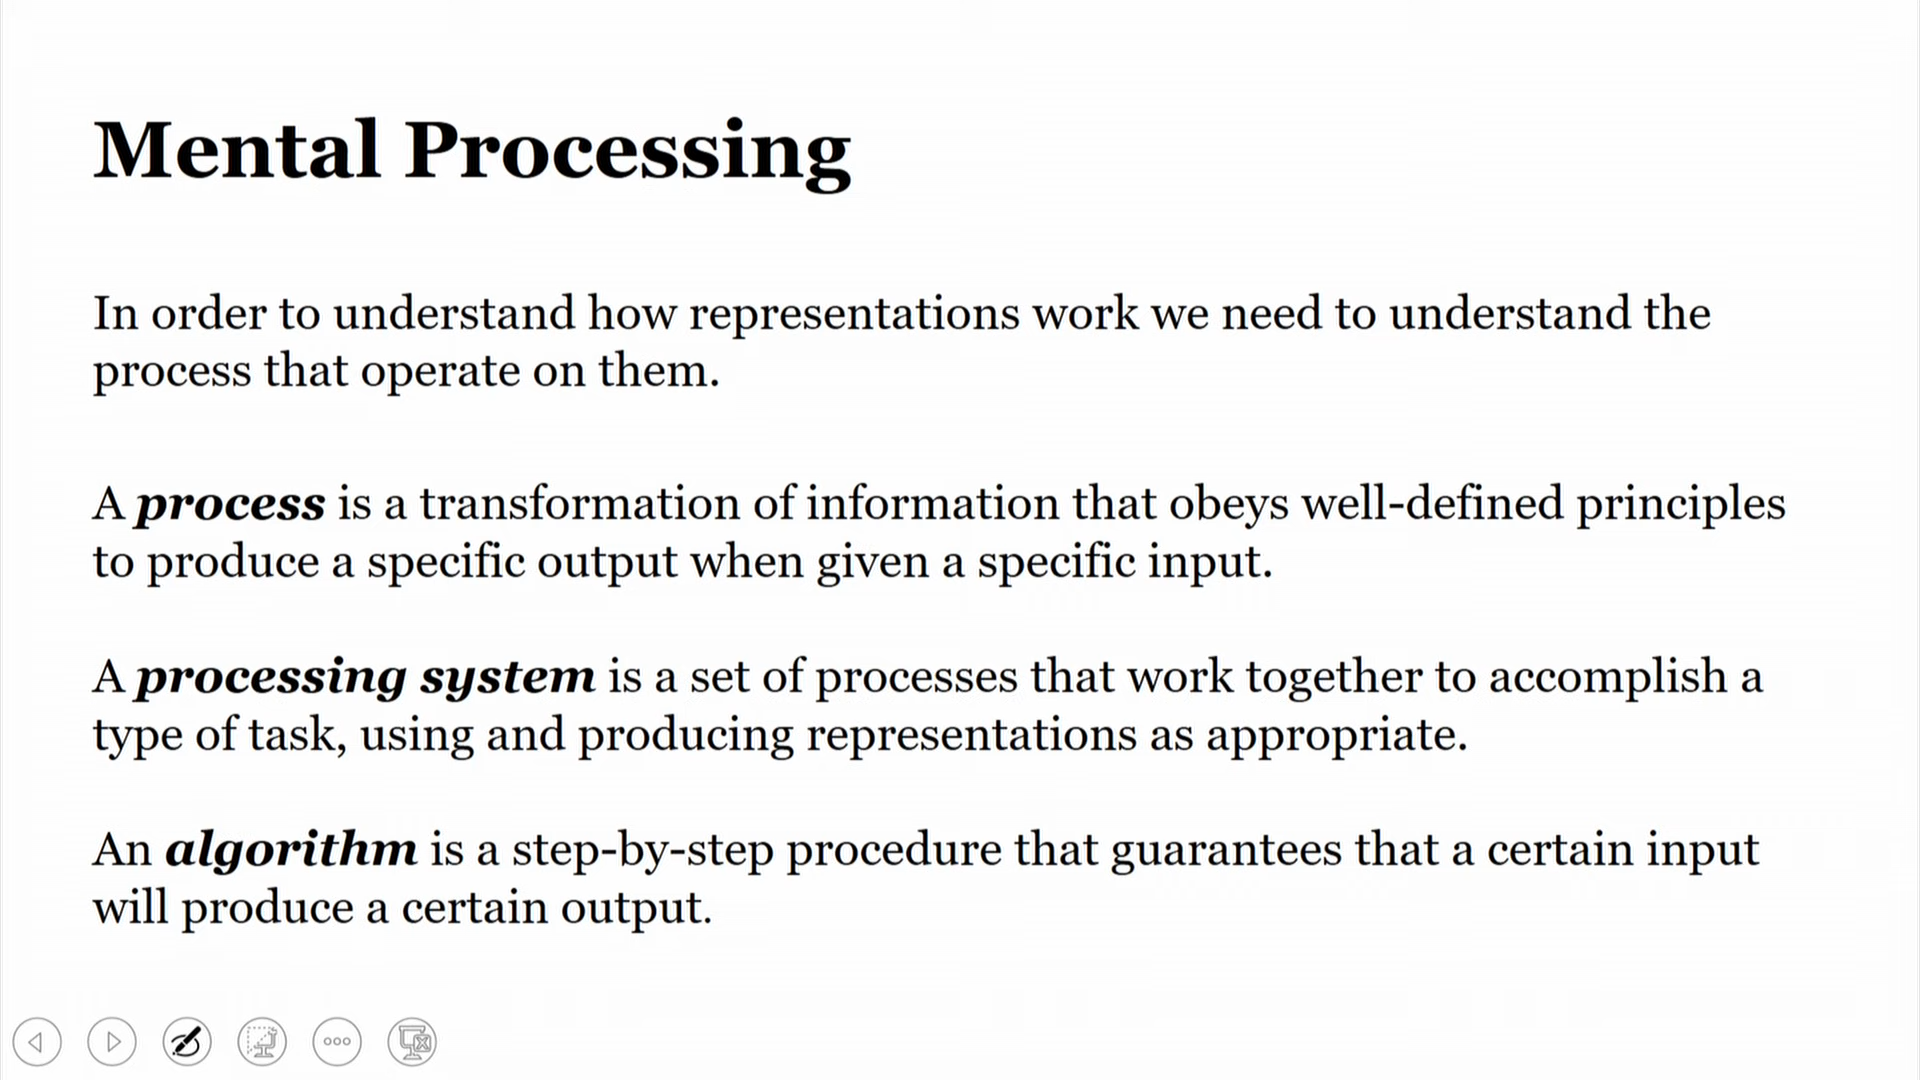 Mental Processing
In order to understand how representations work we need to understand the
process that operate on them.
A process is a transformation of information that obeys well-defined principles
to produce a specific output when given a specific input.
A processing system is a set of processes that work together to accomplish a
type of task, using and producing representations as appropriate.
An algorithm is a step-by-step procedure that guarantees that a certain input
will produce a certain output.